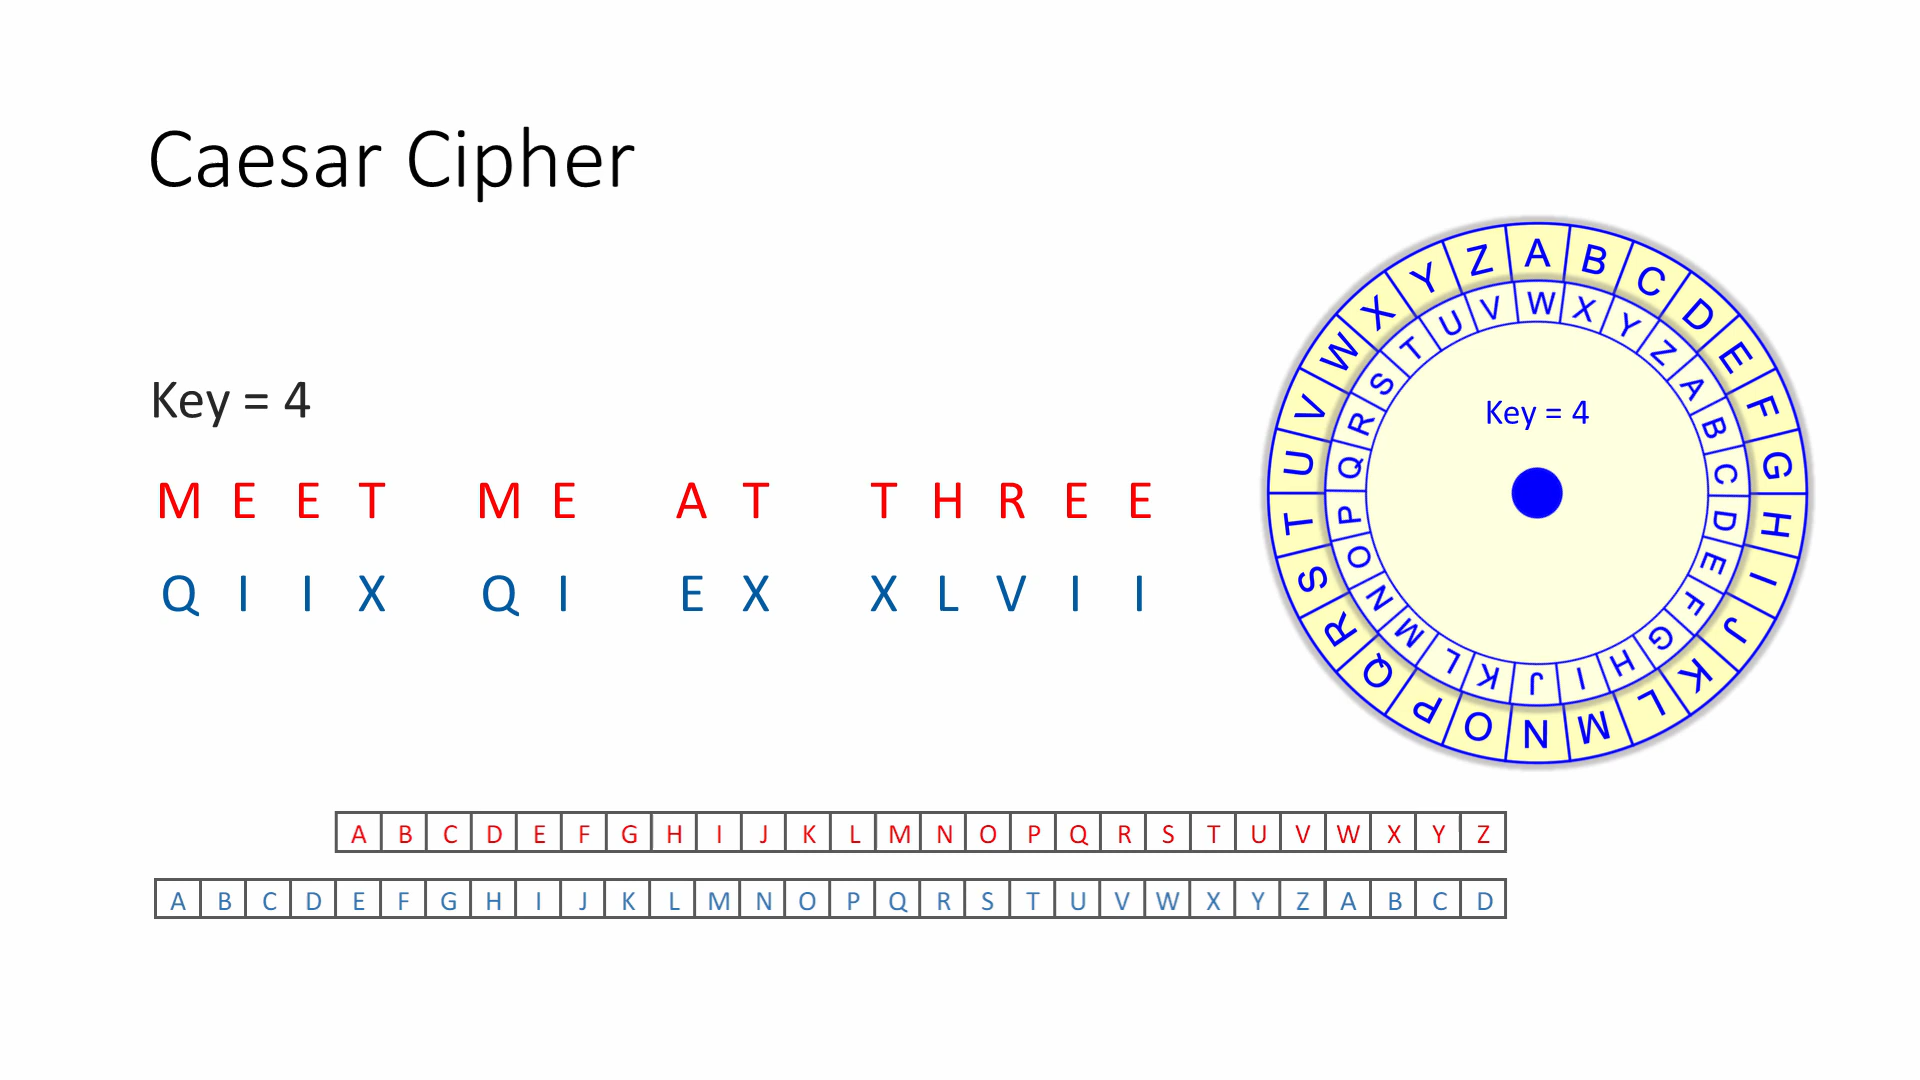 Caesar Cipher
Key = 4
M E E T M E A T T H R E E
Q I I X Q I E X X L V I I
A B C D E F G H I J K L M N O P Q R S T U V W X Y Z
W X Y Z A B C D E F G H I J K L M N O P Q R S T U V
Key = 4
A B C D E F G H I J K L M N O P Q R S T U V W X Y Z
A B C D E F G H I J K L M N O P Q R S T U V W X Y Z A B C D